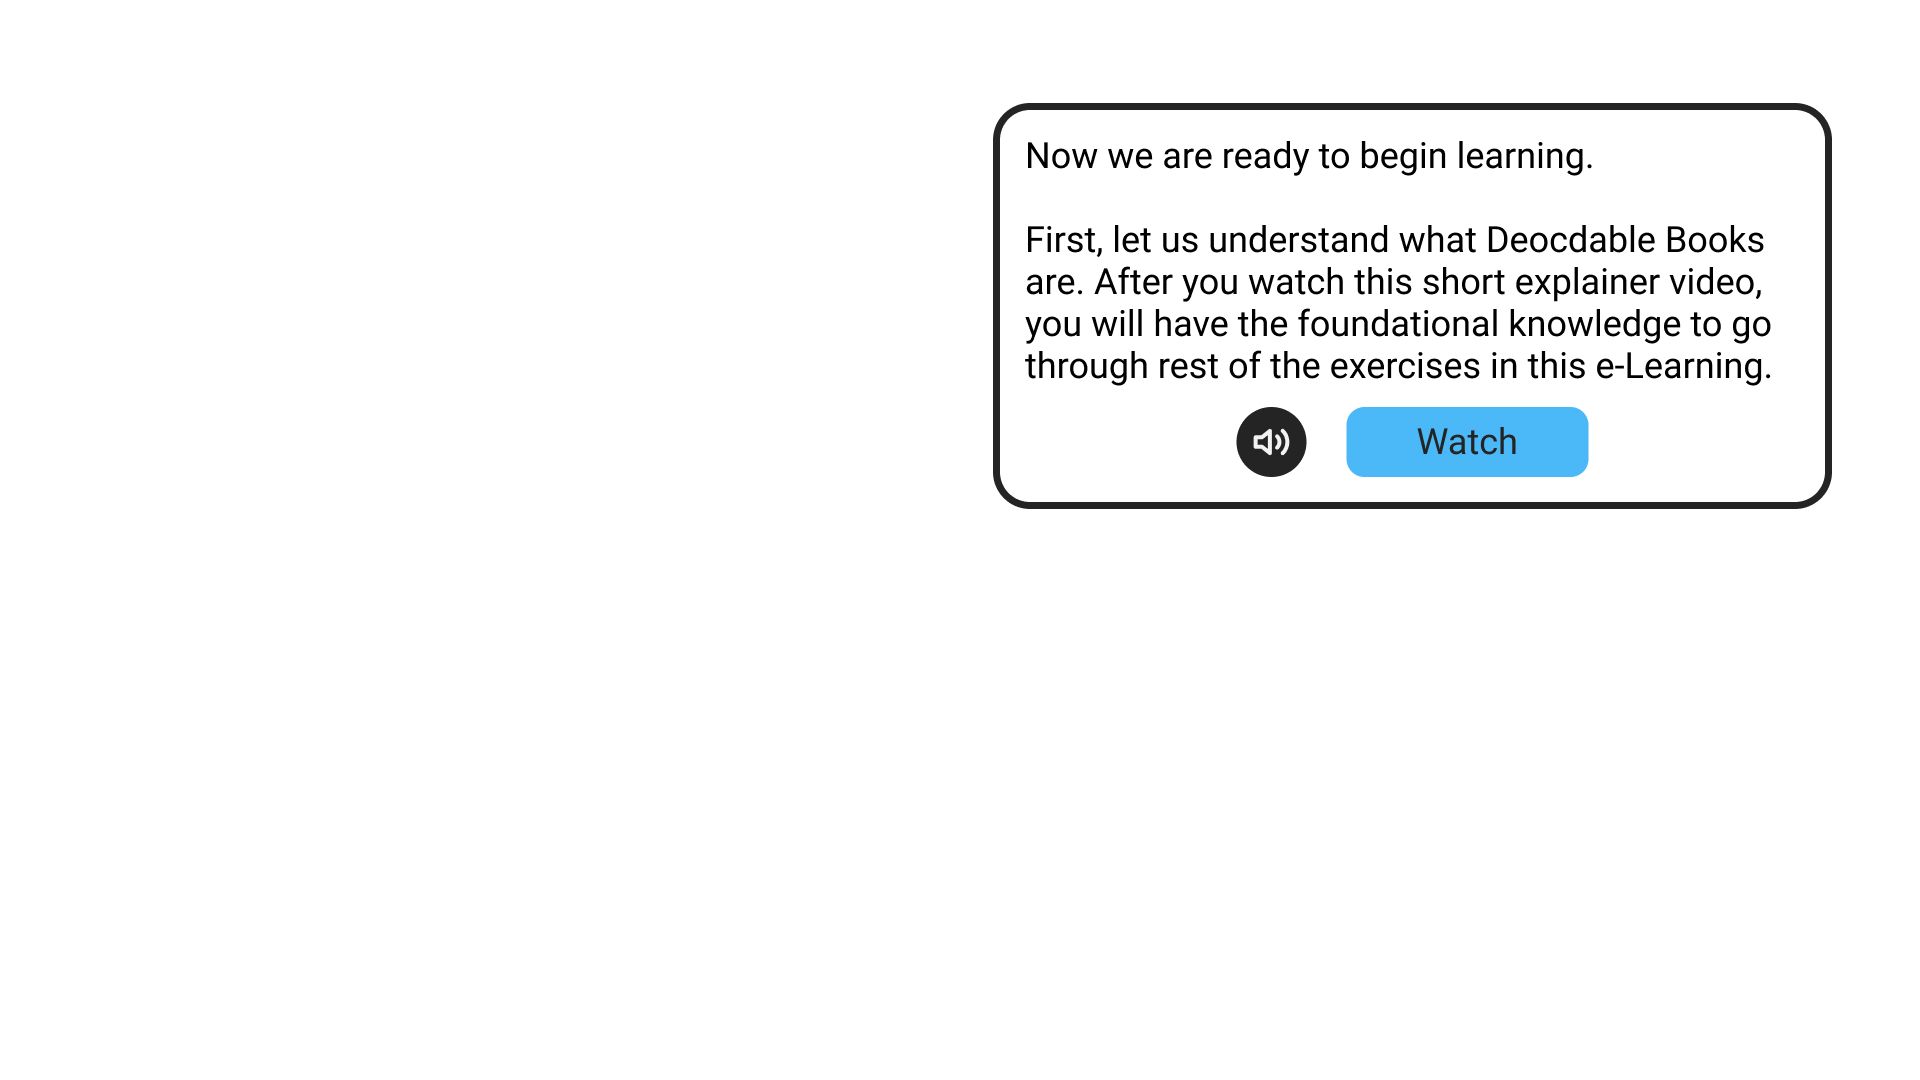 Now we are ready to begin learning.
First, let us understand what Deocdable Books
are. After you watch this short explainer video,
you will have the foundational knowledge to go
through rest of the exercises in this e-Learning.
Watch